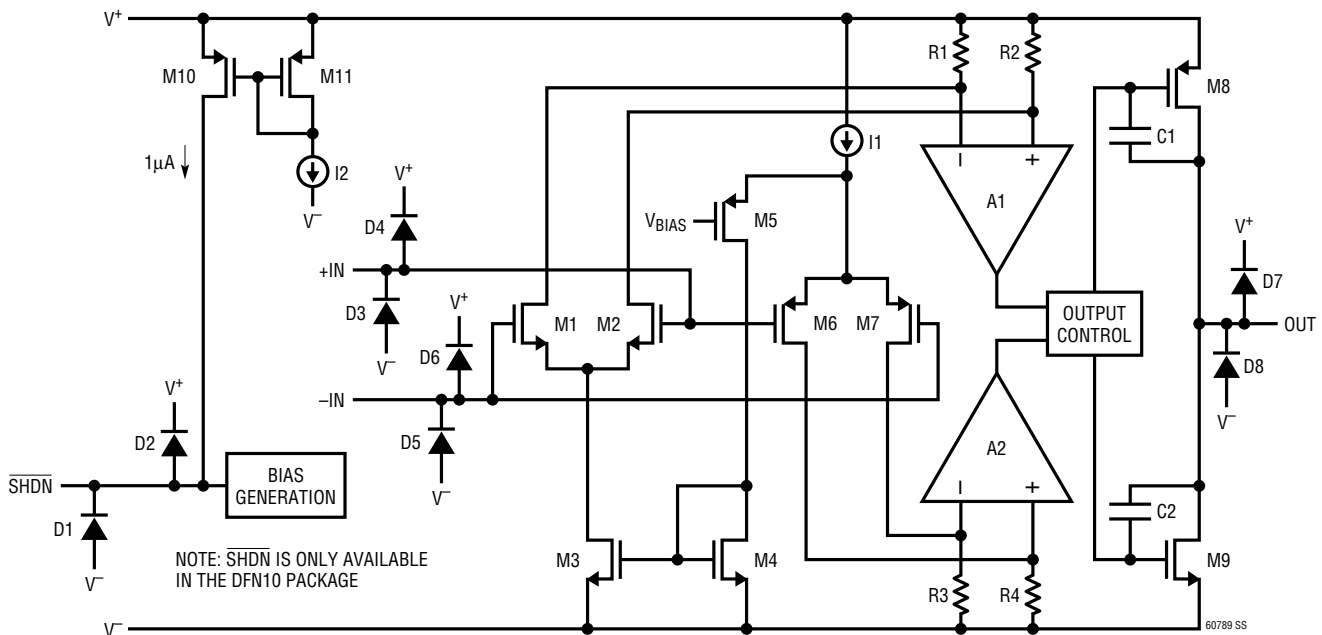 V+
M10
M11
R1
R2
M8
C1
1µA
I2
V–
I1
V+
D4
VBIAS
M5
A1
– +
V+
D7
+IN
D3
V–
V+
D6
M1
M2
M6
M7
OUTPUT
CONTROL
OUT
D8
V–
–IN
D5
V–
V+
D2
A2
– +
SHDN
BIAS
GENERATION
D1
V–
C2
NOTE: SHDN IS ONLY AVAILABLE
IN THE DFN10 PACKAGE
M3
M4
M9
R3
R4
V–
60789 SS